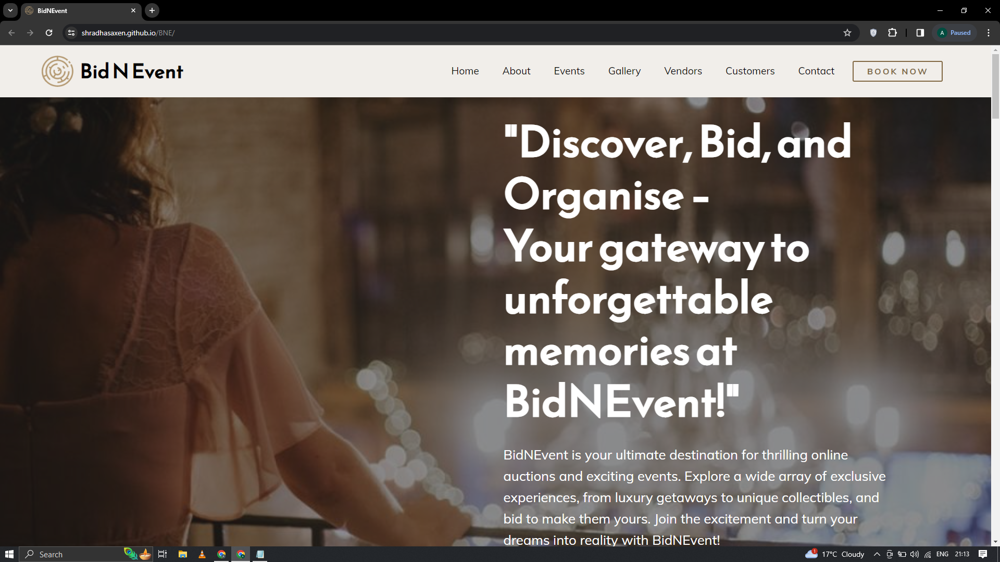 BidNEvent
shradhasaxen.github.io/BNE/
A Paused
Bid N Event
Home About Events Gallery Vendors Customers Contact BOOK NOW
"Discover, Bid, and
Organise -
Your gateway to
unforgettable
memories at
BidNEvent!"
BidNEvent is your ultimate destination for thrilling online
auctions and exciting events. Explore a wide array of exclusive
experiences, from luxury getaways to unique collectibles, and
bid to make them yours. Join the excitement and turn your
dreams into reality with BidNEvent!
Search 1 17°C Cloudy ENG 21:13